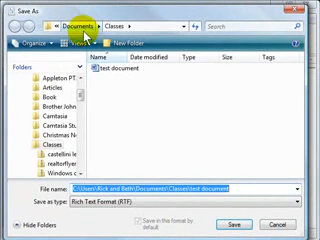 Save As
« Documents ▸ Classes ▸
Search
Organize ▾ Views ▾ New Folder
Folders
Name Date modified Type Size
test document
Appleton PT
Articles
Book
Brother John
Camtasia
Camtasia Stu
Christmas N
Classes
castellini le
realtorflyer
Windows c
File name: C:\Users\Rick and Beth\Documents\Classes\test document
Save as type: Rich Text Format (RTF)
Save in this format by
default
Hide Folders
Save Cancel